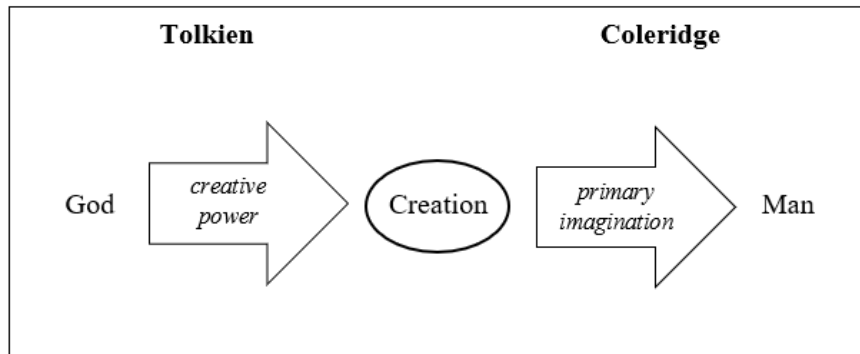 Tolkien
Coleridge
God
creative
power
Creation
primary
imagination
Man